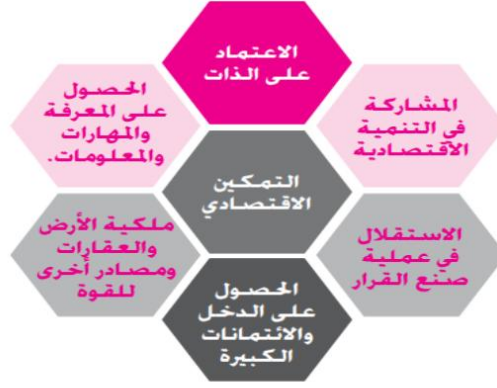 الاعتماد
على الذات
المشاركة
في التنمية
الاقتصادية
الحصول
على المعرفة
والمهارات
والمعلومات.
التمكين
الاقتصادي
الاستقلال
في عملية
صنع القرار
ملكية الأرض
والعقارات
ومصادر أخرى
للقوة
الحصول
على الدخل
والائتمانات
الكبيرة